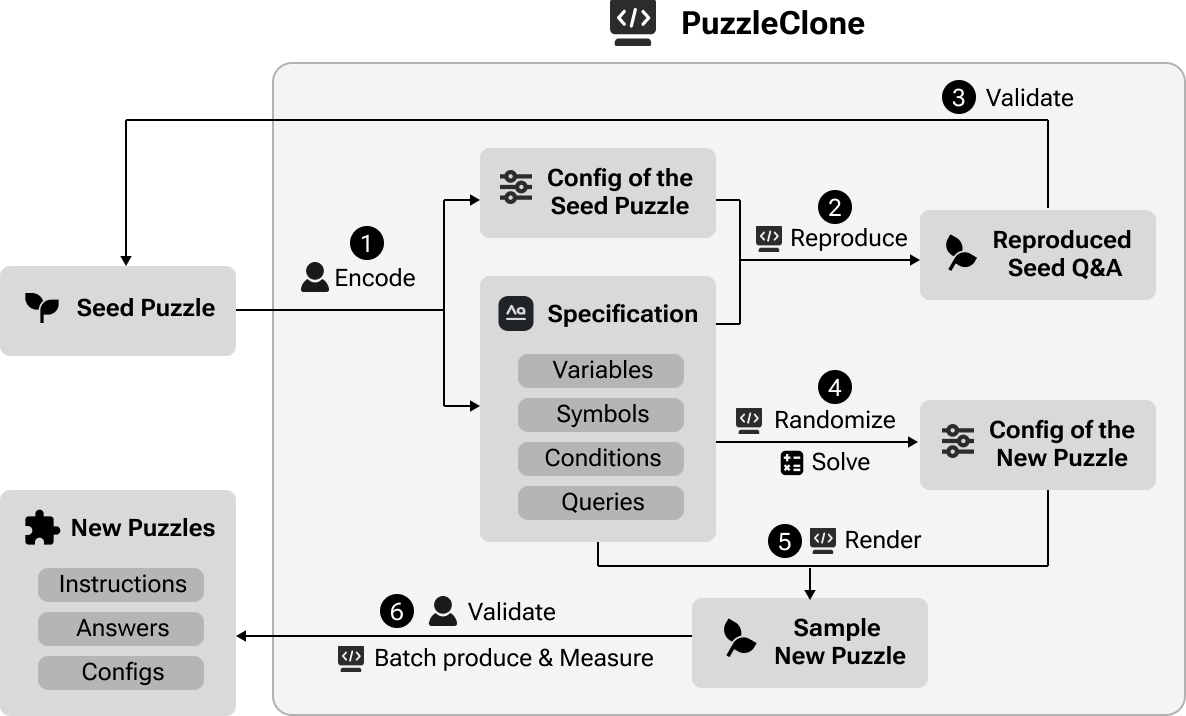 PuzzleClone
3 Validate
Config of the
Seed Puzzle
1
Encode
2
Reproduce
Reproduced
Seed Q&A
Seed Puzzle
Specification
Variables
Symbols
Conditions
Queries
4
Randomize
Solve
Config of the
New Puzzle
5 Render
New Puzzles
Instructions
Answers
Configs
6 Validate
Batch produce & Measure
Sample
New Puzzle